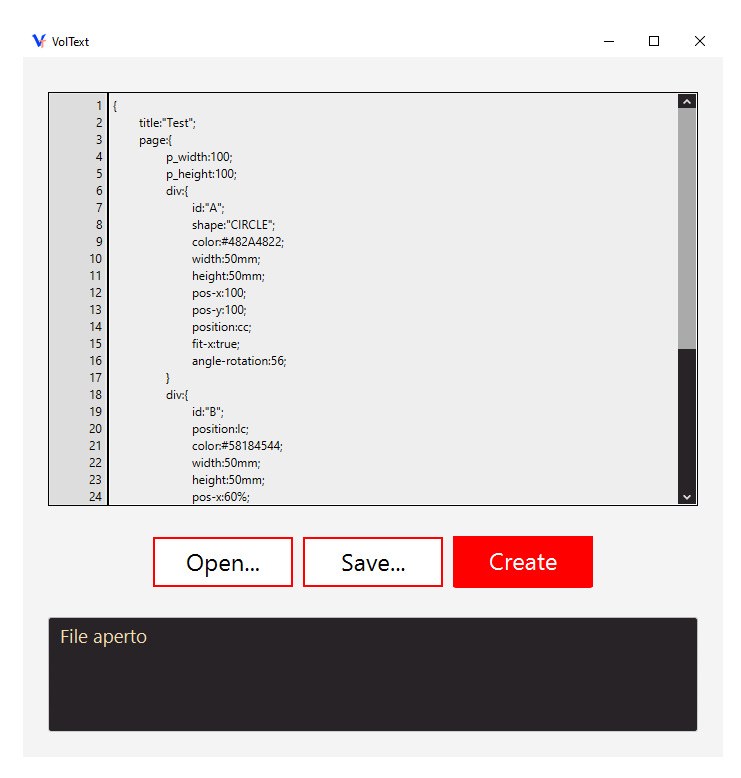 VolText
1 {
2 title:"Test";
3 page:{
4 p_width:100;
5 p_height:100;
6 div:{
7 id:"A";
8 shape:"CIRCLE";
9 color:#482A4822;
10 width:50mm;
11 height:50mm;
12 pos-x:100;
13 pos-y:100;
14 position:cc;
15 fit-x:true;
16 angle-rotation:56;
17 }
18 div:{
19 id:"B";
20 position:lc;
21 color:#58184544;
22 width:50mm;
23 height:50mm;
24 pos-x:60%;
Open... Save... Create
File aperto